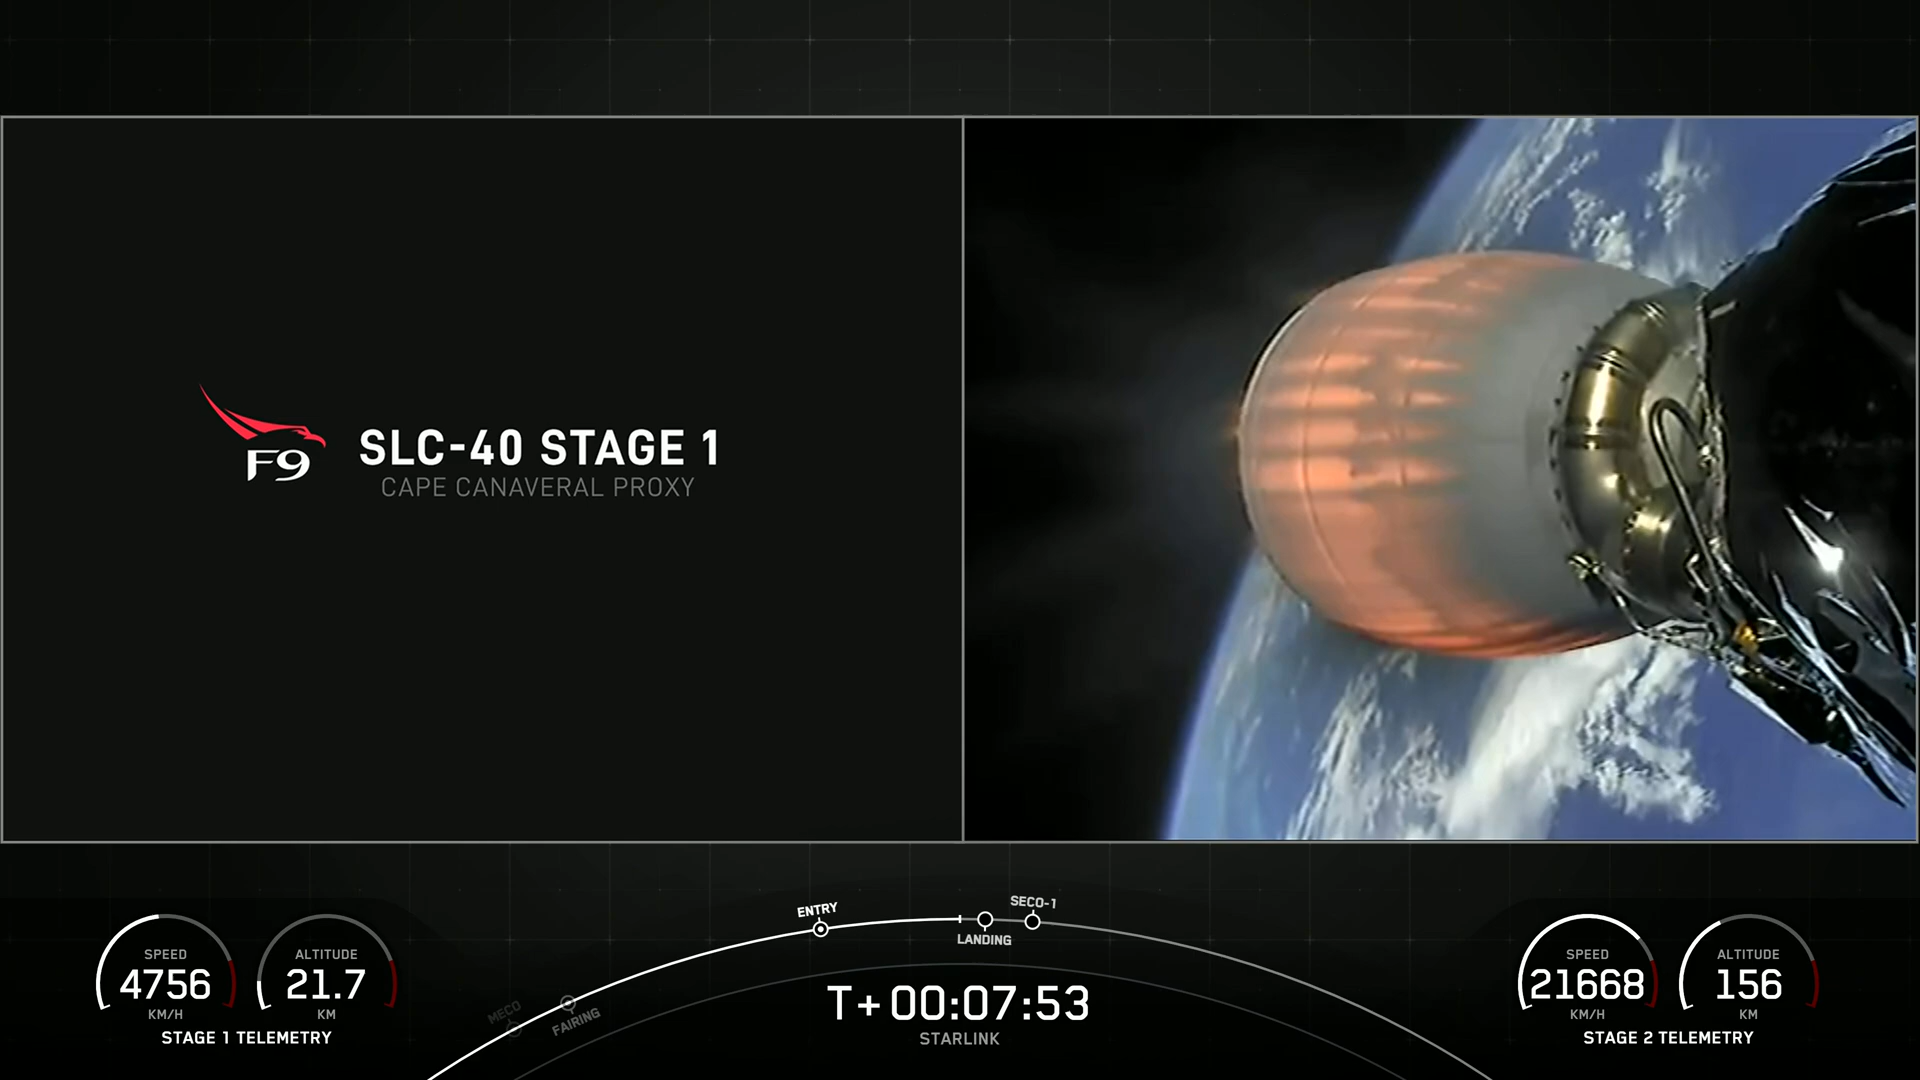 F9
SLC-40 STAGE 1
CAPE CANAVERAL PROXY
SPEED
4756
KM/H
ALTITUDE
21.7
KM
STAGE 1 TELEMETRY
MECO
FAIRING
ENTRY
LANDING
SECO-1
T+00:07:53
STARLINK
SPEED
21668
KM/H
ALTITUDE
156
KM
STAGE 2 TELEMETRY